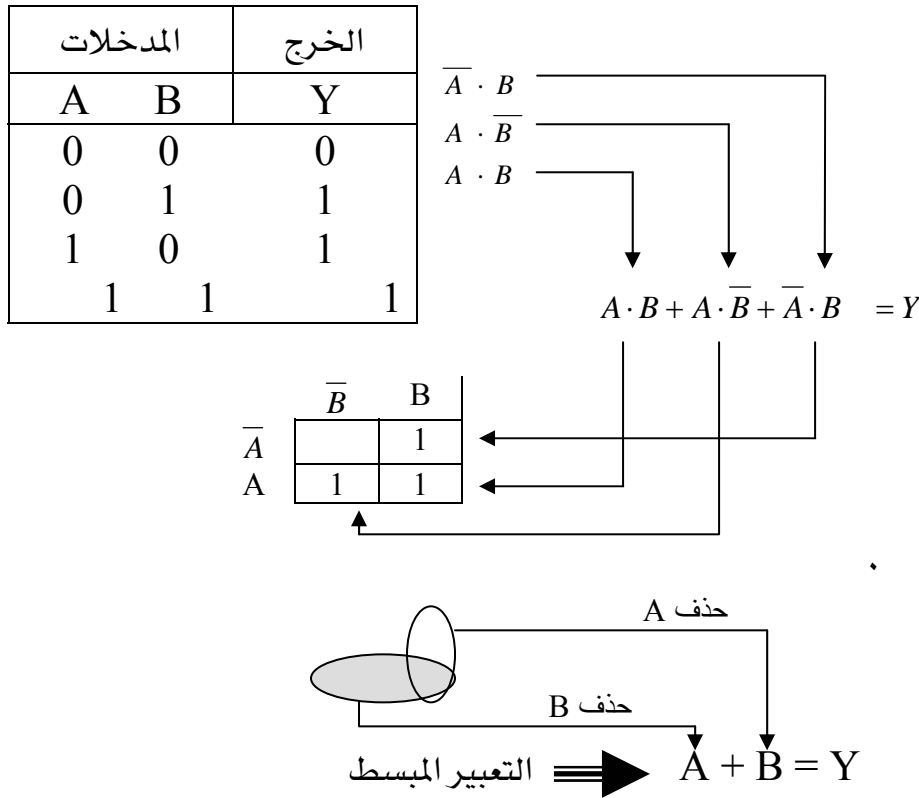 المدخلات الخرج
A B Y
0 0 0
0 1 1
1 0 1
1 1 1
A̅ · B
A · B̅
A · B
A · B + A · B̅ + A̅ · B = Y
B̅ B
A̅ 1
A 1 1
حذف A
حذف B
التعبير المبسط A + B = Y